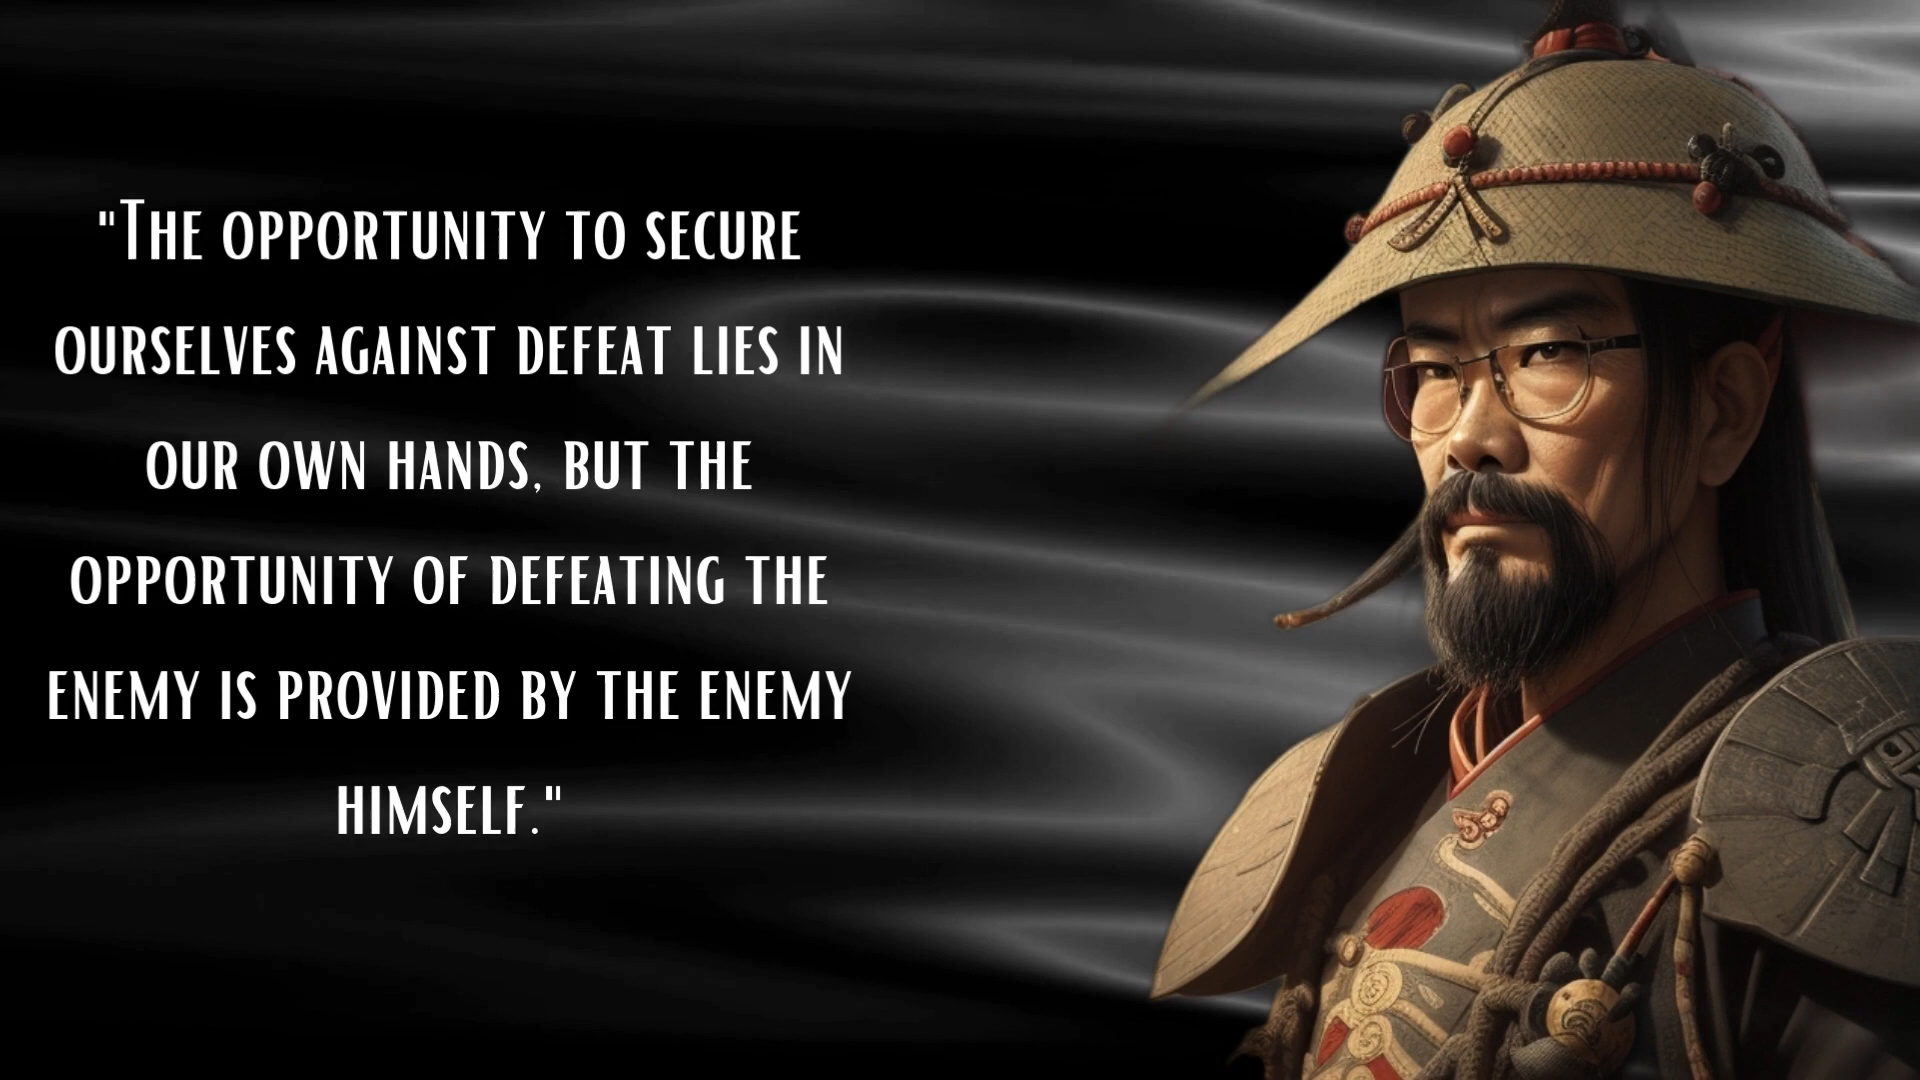 "The opportunity to secure
ourselves against defeat lies in
our own hands, but the
opportunity of defeating the
enemy is provided by the enemy
himself."